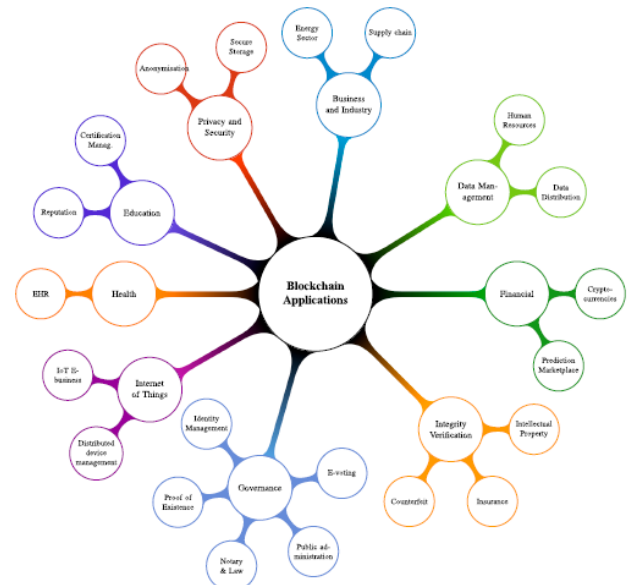 Energy
Sector
Supply chain
Business
and Industry
Secure
Storage
Anonymisation
Privacy and
Security
Human
Resources
Data Man-
agement
Data
Distribution
Certification
Manag.
Reputation
Education
Blockchain
Applications
EHR
Health
Financial
Crypto-
currencies
Prediction
Marketplace
IoT E-
business
Internet
of Things
Distributed
device
management
Integrity
Verification
Intellectual
Property
Counterfeit
Insurance
Identity
Management
Governance
E-voting
Proof of
Existence
Notary
& Law
Public ad-
ministration